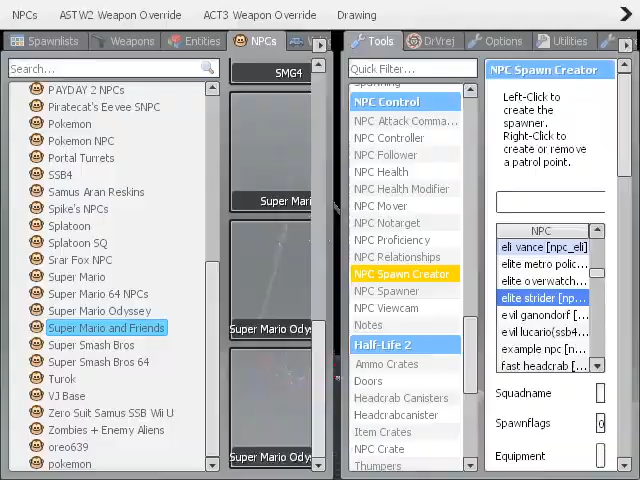 NPCs ASTW2 Weapon Override ACT3 Weapon Override Drawing
Spawnlists Weapons Entities NPCs
Search...
PAYDAY 2 NPCs
Piratecat's Eevee SNPC
Pokemon
Pokemon NPC
Portal Turrets
SSB4
Samus Aran Reskins
Spike's NPCs
Splatoon
Splatoon SQ
Srar Fox NPC
Super Mario
Super Mario 64 NPCs
Super Mario Odyssey
Super Mario and Friends
Super Smash Bros
Super Smash Bros 64
Turok
VJ Base
Zero Suit Samus SSB Wii U
Zombies + Enemy Aliens
oreo639
pokemon
SMG4
Super Mari
Super Mario Ody
Super Mario Ody
Tools DrVrej Options Utilities
Quick Filter...
NPC Control
NPC Attack Comma...
NPC Controller
NPC Follower
NPC Health
NPC Health Modifier
NPC Mover
NPC Notarget
NPC Proficiency
NPC Relationships
NPC Spawn Creator
NPC Spawner
NPC Viewcam
Notes
Half-Life 2
Ammo Crates
Doors
Headcrab Canisters
Headcrabcanister
Item Crates
NPC Crate
Thumpers
NPC Spawn Creator
Left-Click to
create the
spawner.
Right-Click to
create or remove
a patrol point.
NPC
eli vance [npc_eli]
elite metro polic...
elite overwatch...
elite strider [np...
evil ganondorf [...
evil lucario(ssb4...
example npc [n...
fast headcrab [...
Squadname
Spawnflags 0
Equipment